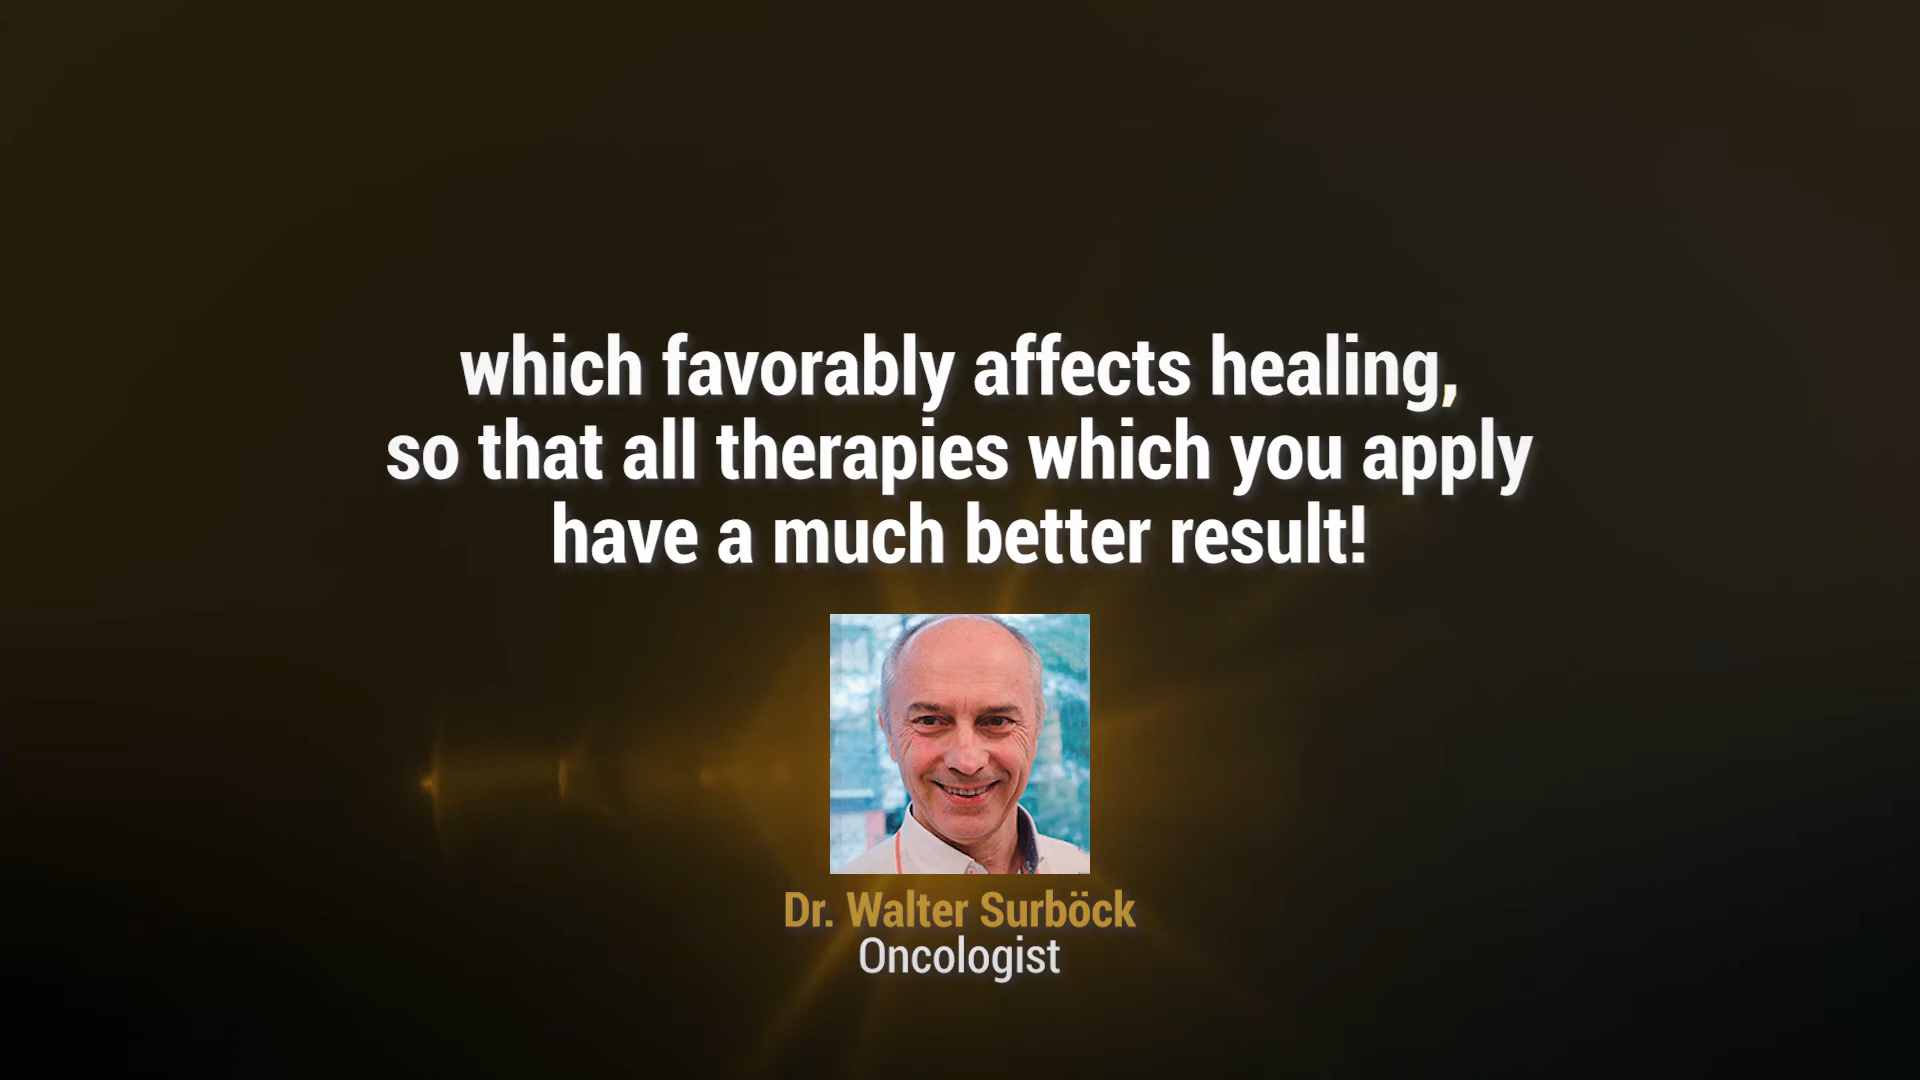 which favorably affects healing,
so that all therapies which you apply
have a much better result!
Dr. Walter Surböck
Oncologist